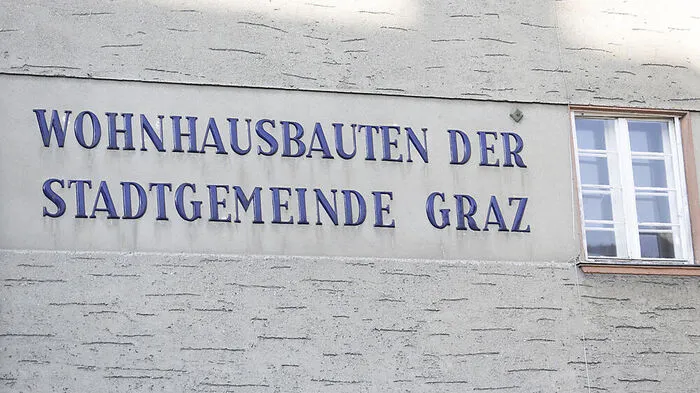 WOHNHAUSBAUTEN DER
STADTGEMEINDE GRAZ